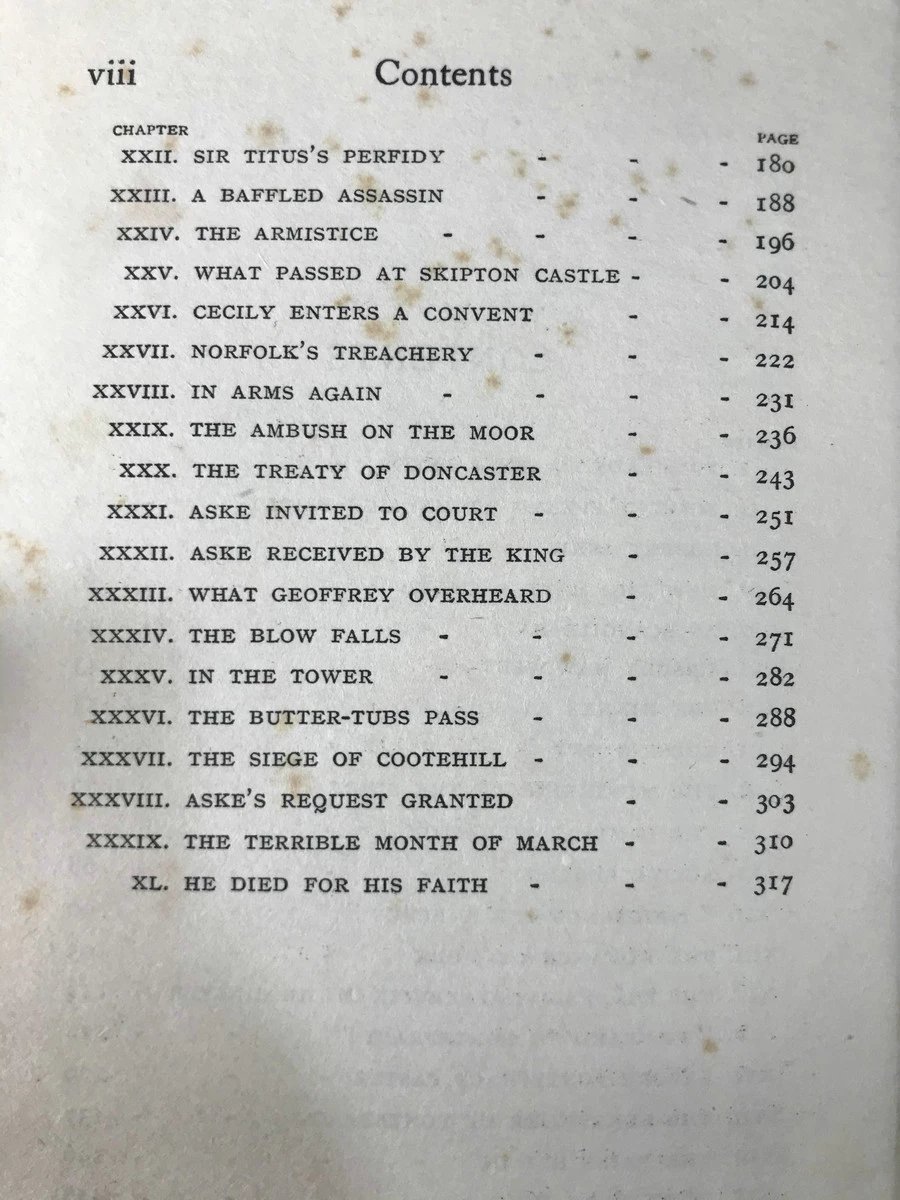 viii Contents
CHAPTER PAGE
XXII. SIR TITUS'S PERFIDY - - - 180
XXIII. A BAFFLED ASSASSIN - - - 188
XXIV. THE ARMISTICE - - - - 196
XXV. WHAT PASSED AT SKIPTON CASTLE - - 204
XXVI. CECILY ENTERS A CONVENT - - 214
XXVII. NORFOLK'S TREACHERY - - - 222
XXVIII. IN ARMS AGAIN - - - - 231
XXIX. THE AMBUSH ON THE MOOR - - 236
XXX. THE TREATY OF DONCASTER - - 243
XXXI. ASKE INVITED TO COURT - - - 251
XXXII. ASKE RECEIVED BY THE KING - - 257
XXXIII. WHAT GEOFFREY OVERHEARD - - 264
XXXIV. THE BLOW FALLS - - - - 271
XXXV. IN THE TOWER - - - - 282
XXXVI. THE BUTTER-TUBS PASS - - - 288
XXXVII. THE SIEGE OF COOTEHILL - - - 294
XXXVIII. ASKE'S REQUEST GRANTED - - 303
XXXIX. THE TERRIBLE MONTH OF MARCH - - 310
XL. HE DIED FOR HIS FAITH - - - 317